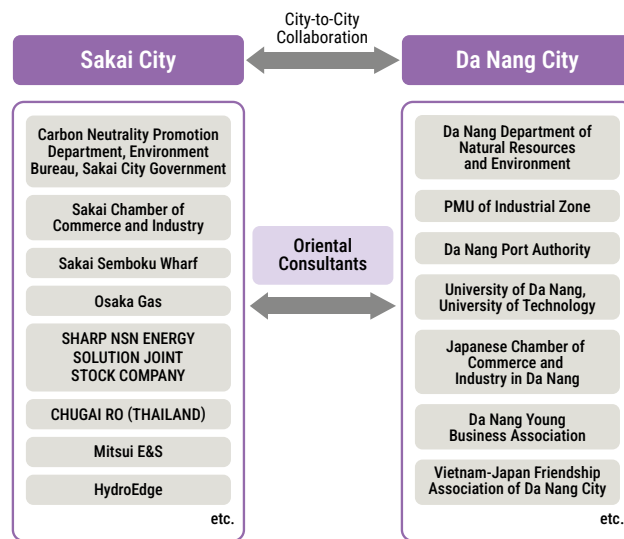 City-to-City
Collaboration
Sakai City
Da Nang City
Carbon Neutrality Promotion
Department, Environment
Bureau, Sakai City Government
Sakai Chamber of
Commerce and Industry
Sakai Semboku Wharf
Osaka Gas
SHARP NSN ENERGY
SOLUTION JOINT
STOCK COMPANY
CHUGAI RO (THAILAND)
Mitsui E&S
HydroEdge
etc.
Oriental
Consultants
Da Nang Department of
Natural Resources
and Environment
PMU of Industrial Zone
Da Nang Port Authority
University of Da Nang,
University of Technology
Japanese Chamber of
Commerce and
Industry in Da Nang
Da Nang Young
Business Association
Vietnam-Japan Friendship
Association of Da Nang City
etc.